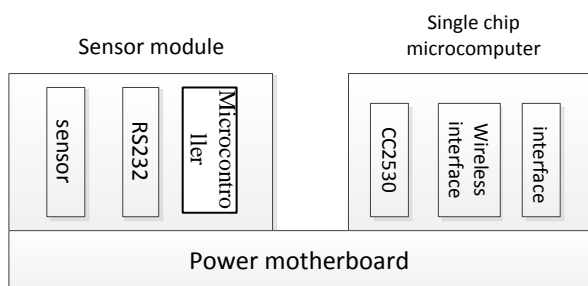 Sensor module
Single chip
microcomputer
sensor
RS232
Microcontro
ller
CC2530
Wireless
interface
interface
Power motherboard